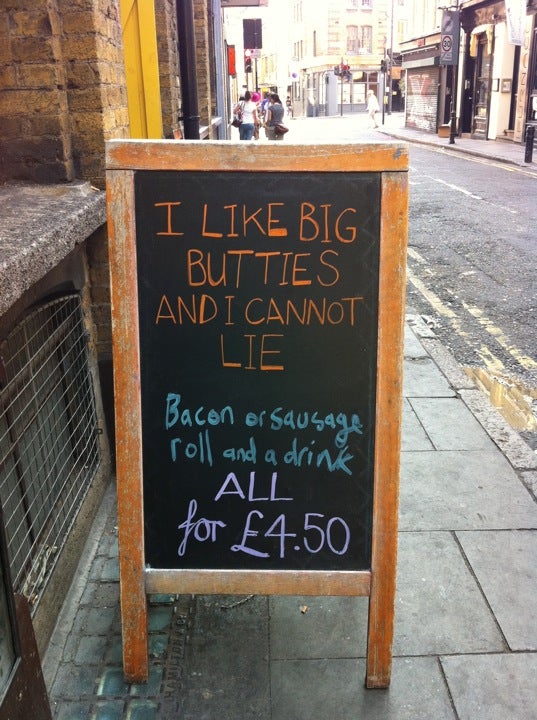 I LIKE BIG
BUTTIES
AND I CANNOT
LIE
Bacon or sausage
roll and a drink
ALL
for £4.50